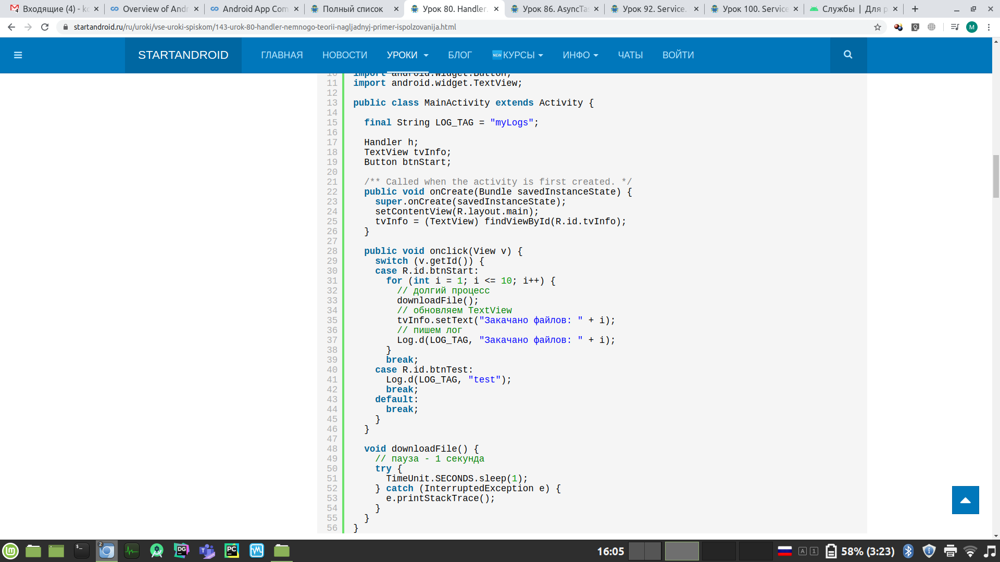 Входящие (4) - ko
Overview of Andr
Android App Com
Полный список
Урок 80. Handler.
Урок 86. AsyncTas
Урок 92. Service.
Урок 100. Service
Службы | Для р
startandroid.ru/ru/uroki/vse-uroki-spiskom/143-urok-80-handler-nemnogo-teorii-nagljadnyj-primer-ispolzovanija.html
M
STARTANDROID ГЛАВНАЯ НОВОСТИ УРОКИ БЛОГ NEW КУРСЫ ИНФО ЧАТЫ ВОЙТИ
10 import android.widget.Button;
11 import android.widget.TextView;
12
13 public class MainActivity extends Activity {
14
15 final String LOG_TAG = "myLogs";
16
17 Handler h;
18 TextView tvInfo;
19 Button btnStart;
20
21 /** Called when the activity is first created. */
22 public void onCreate(Bundle savedInstanceState) {
23 super.onCreate(savedInstanceState);
24 setContentView(R.layout.main);
25 tvInfo = (TextView) findViewById(R.id.tvInfo);
26 }
27
28 public void onclick(View v) {
29 switch (v.getId()) {
30 case R.id.btnStart:
31 for (int i = 1; i <= 10; i++) {
32 // долгий процесс
33 downloadFile();
34 // обновляем TextView
35 tvInfo.setText("Закачано файлов: " + i);
36 // пишем лог
37 Log.d(LOG_TAG, "Закачано файлов: " + i);
38 }
39 break;
40 case R.id.btnTest:
41 Log.d(LOG_TAG, "test");
42 break;
43 default:
44 break;
45 }
46 }
47
48 void downloadFile() {
49 // пауза - 1 секунда
50 try {
51 TimeUnit.SECONDS.sleep(1);
52 } catch (InterruptedException e) {
53 e.printStackTrace();
54 }
55 }
56 }
2 DG T PC 16:05 A 1 58% (3:23)